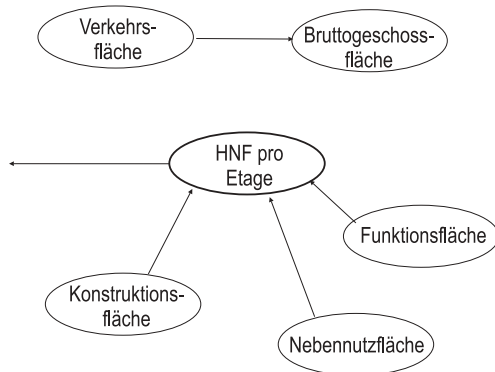 Verkehrs-
fläche
Bruttogeschoss-
fläche
HNF pro
Etage
Funktionsfläche
Konstruktions-
fläche
Nebennutzfläche